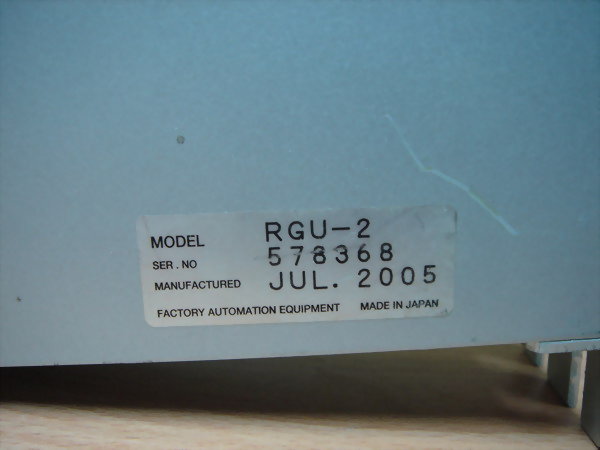 MODEL RGU-2
SER. NO 578368
MANUFACTURED JUL. 2005
FACTORY AUTOMATION EQUIPMENT MADE IN JAPAN